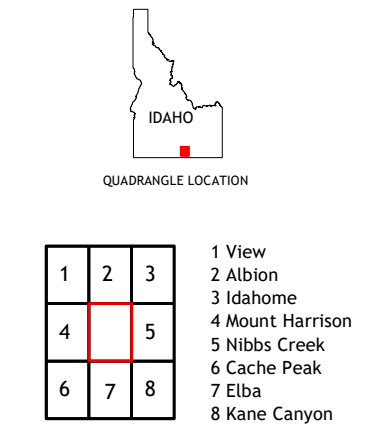 IDAHO
QUADRANGLE LOCATION
1 2 3
4 5
6 7 8
1 View
2 Albion
3 Idahome
4 Mount Harrison
5 Nibbs Creek
6 Cache Peak
7 Elba
8 Kane Canyon